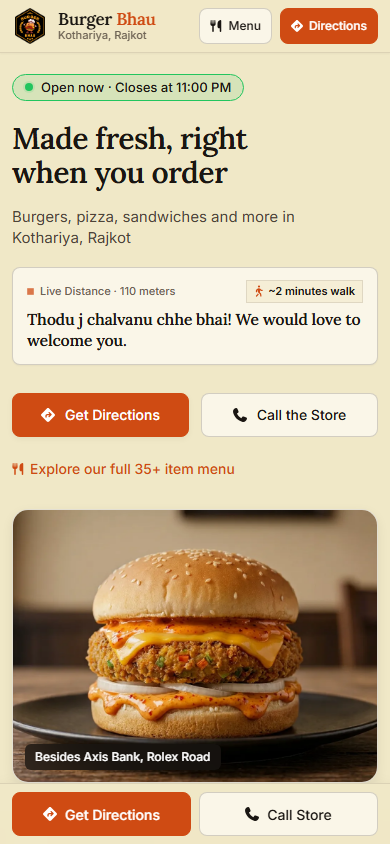 Burger Bhau
Kothariya, Rajkot
Menu
Directions
Open now · Closes at 11:00 PM
Made fresh, right
when you order
Burgers, pizza, sandwiches and more in
Kothariya, Rajkot
Live Distance · 110 meters
~2 minutes walk
Thodu j chalvanu chhe bhai! We would love to
welcome you.
Get Directions
Call the Store
Explore our full 35+ item menu
Besides Axis Bank, Rolex Road
Get Directions
Call Store